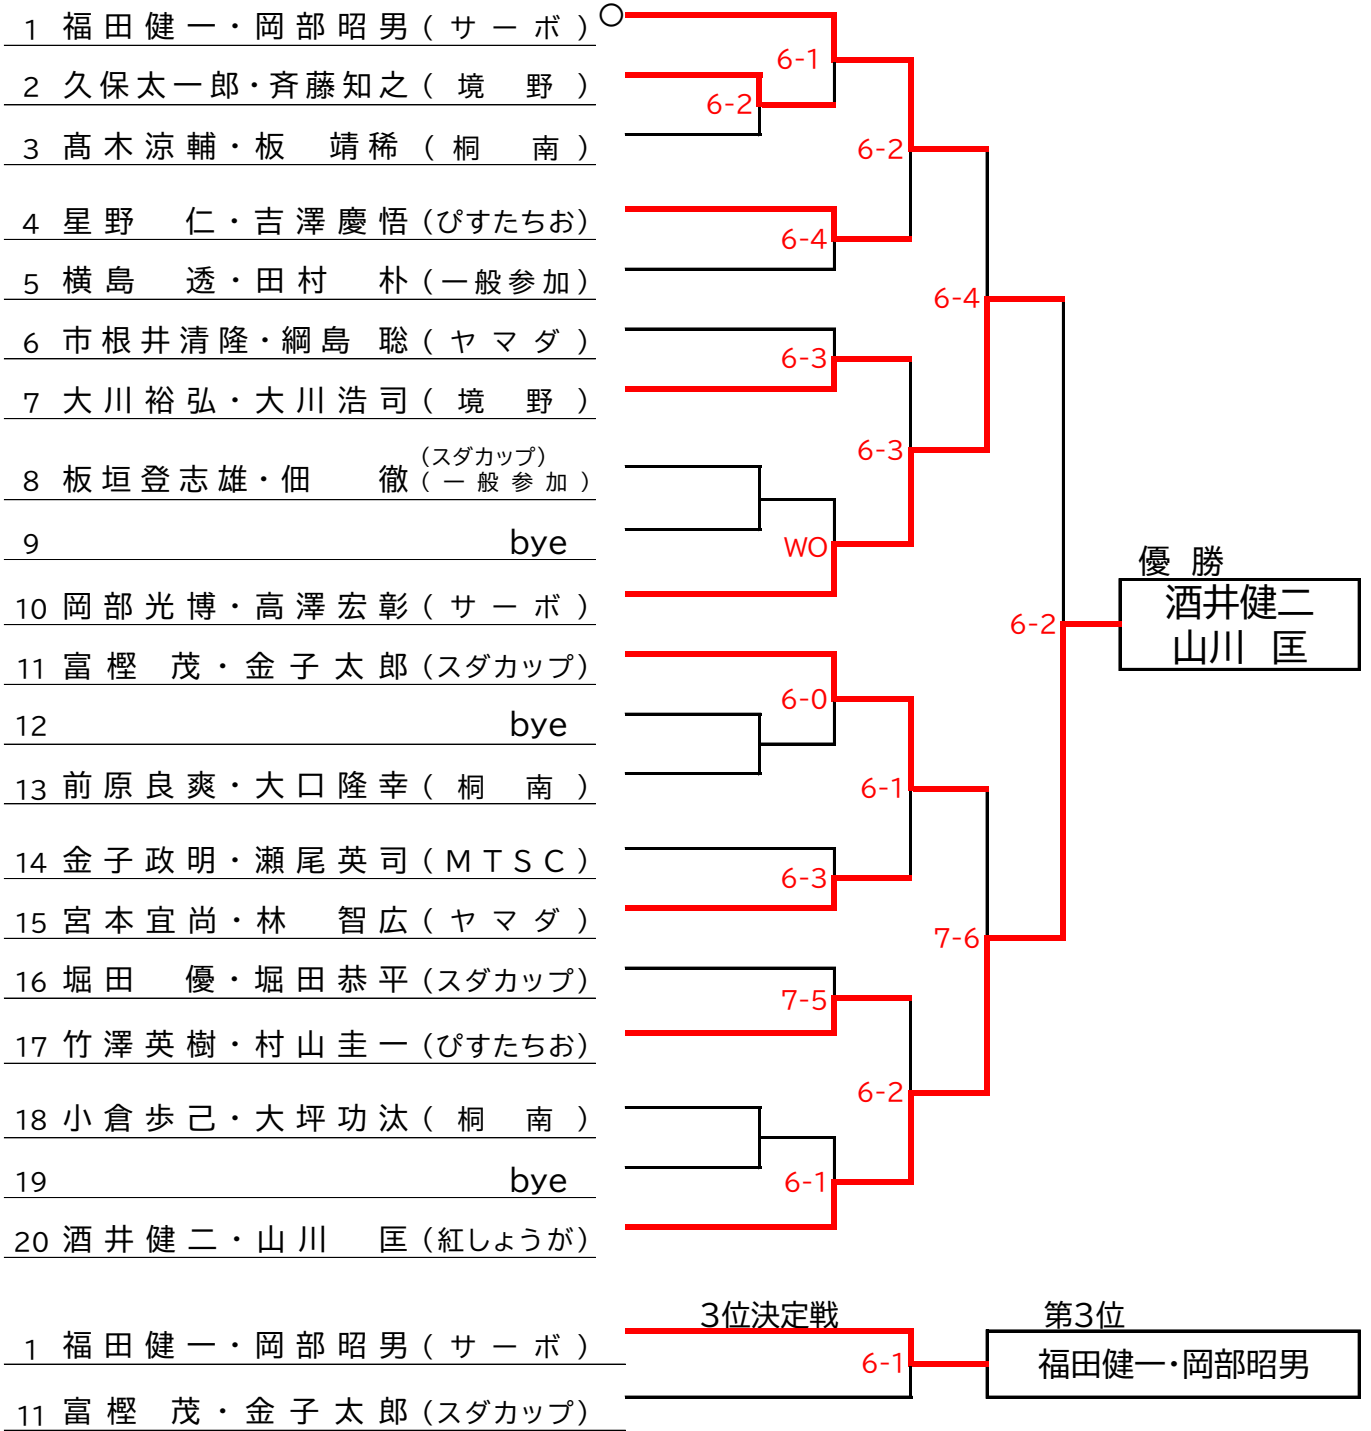 1 福田健一・岡部昭男(サーボ) ○
6-1
2 久保太一郎・斉藤知之(境野)
6-2
3 髙木涼輔・板 靖稀(桐南)
6-2
4 星野 仁・吉澤慶悟(ぴすたちお)
6-4
5 横島 透・田村 朴(一般参加)
6-4
6 市根井清隆・綱島 聡(ヤマダ)
6-3
7 大川裕弘・大川浩司(境野)
6-3
(スダカップ)
8 板垣登志雄・佃 徹(一般参加)
9 bye
WO
10 岡部光博・高澤宏彰(サーボ)
優 勝
酒井健二
6-2
山川 匡
11 富樫 茂・金子太郎(スダカップ)
6-0
12 bye
13 前原良爽・大口隆幸(桐南)
6-1
14 金子政明・瀬尾英司(MTSC)
6-3
15 宮本宜尚・林 智広(ヤマダ)
7-6
16 堀田 優・堀田恭平(スダカップ)
7-5
17 竹澤英樹・村山圭一(ぴすたちお)
6-2
18 小倉歩己・大坪功汰(桐南)
19 bye
6-1
20 酒井健二・山川 匡(紅しょうが)
3位決定戦 第3位
1 福田健一・岡部昭男(サーボ)
6-1 福田健一・岡部昭男
11 富樫 茂・金子太郎(スダカップ)